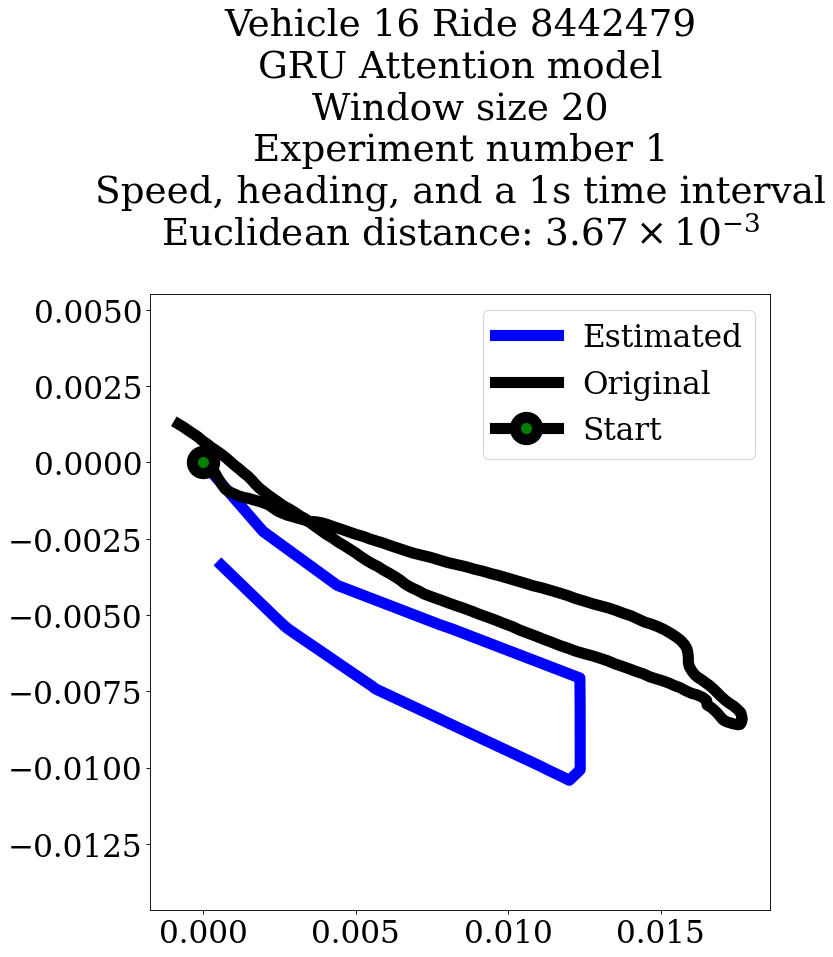 Vehicle 16 Ride 8442479
GRU Attention model
Window size 20
Experiment number 1
Speed, heading, and a 1s time interval
Euclidean distance: 3.67 × 10⁻³
Estimated
Original
Start
0.0050
0.0025
0.0000
−0.0025
−0.0050
−0.0075
−0.0100
−0.0125
0.000 0.005 0.010 0.015